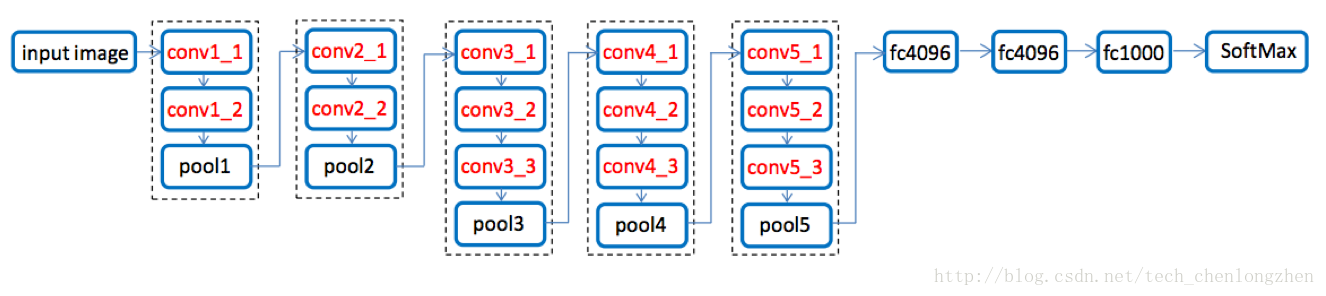 input image
conv1_1
conv1_2
pool1
conv2_1
conv2_2
pool2
conv3_1
conv3_2
conv3_3
pool3
conv4_1
conv4_2
conv4_3
pool4
conv5_1
conv5_2
conv5_3
pool5
fc4096
fc4096
fc1000
SoftMax
http://blog.csdn.net/tech_chenlongzhen